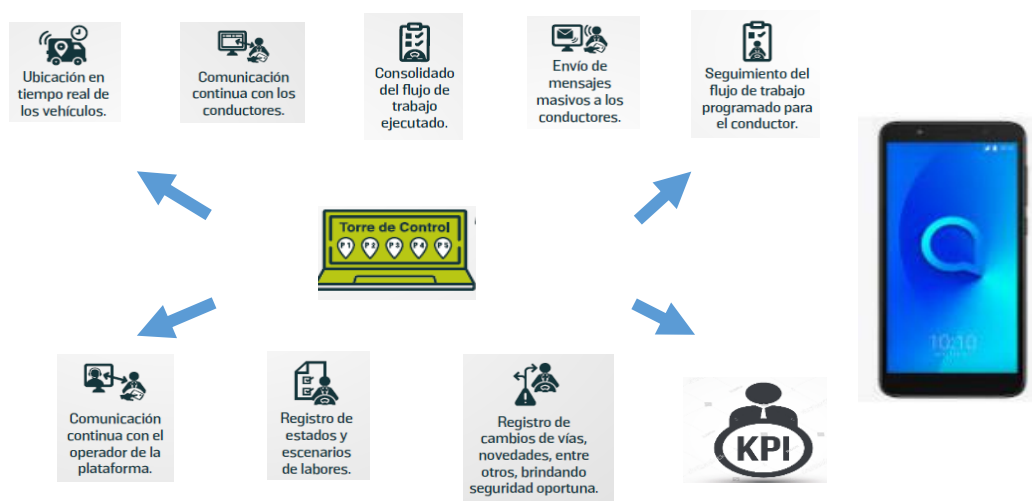 Ubicación en
tiempo real de
los vehículos.
Comunicación
continua con los
conductores.
Consolidado
del flujo de
trabajo
ejecutado.
Envío de
mensajes
masivos a los
conductores.
Seguimiento del
flujo de trabajo
programado para
el conductor.
Torre de Control
P1 P2 P3 P4 P5
10:10
Comunicación
continua con el
operador de la
plataforma.
Registro de
estados y
escenarios
de labores.
Registro de
cambios de vías,
novedades, entre
otros, brindando
seguridad oportuna.
KPI